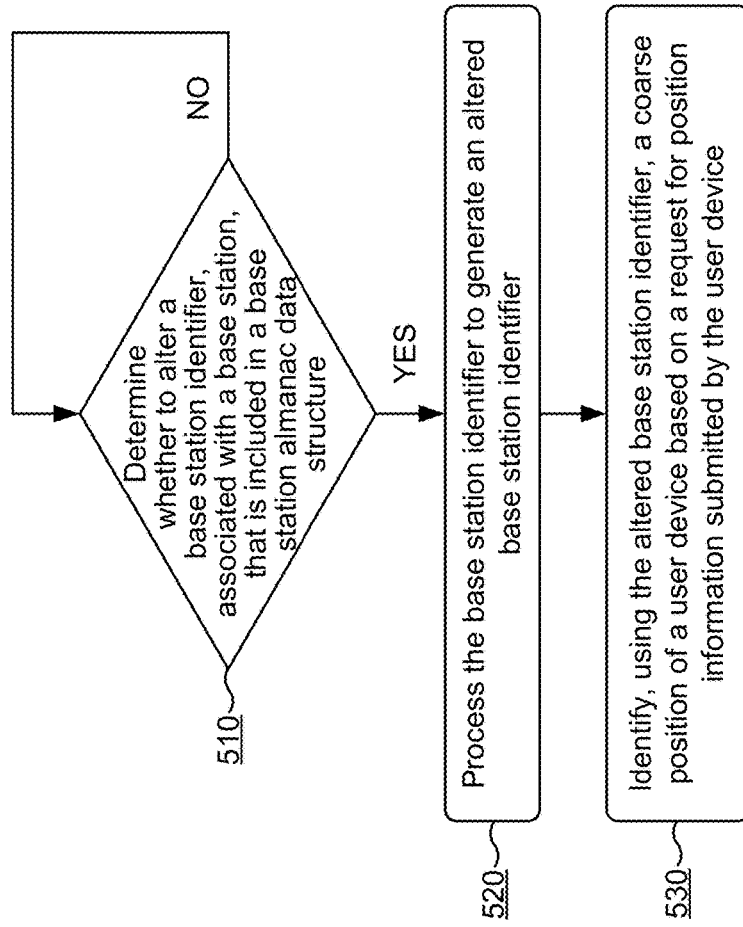 Determine
whether to alter a
base station identifier,
associated with a base station,
that is included in a base
station almanac data
structure
NO
YES
510
Process the base station identifier to generate an altered
base station identifier
520
Identify, using the altered base station identifier, a coarse
position of a user device based on a request for position
information submitted by the user device
530